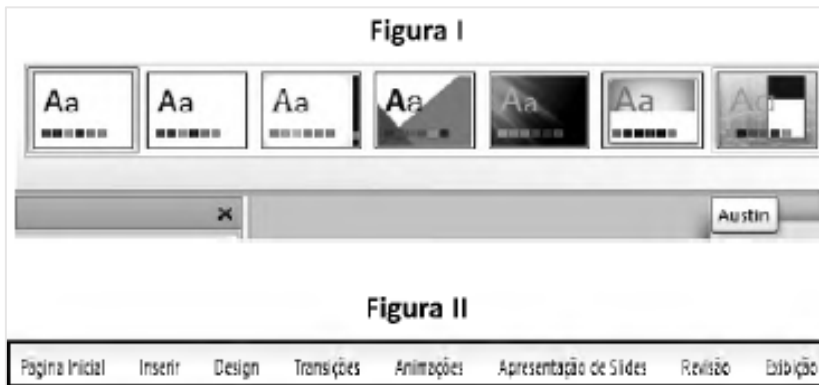 Figura I
Aa Aa Aa Aa Aa Aa Aa
Austin
Figura II
Página Inicial Inserir Design Transições Animações Apresentação de Slides Revisão Exibição